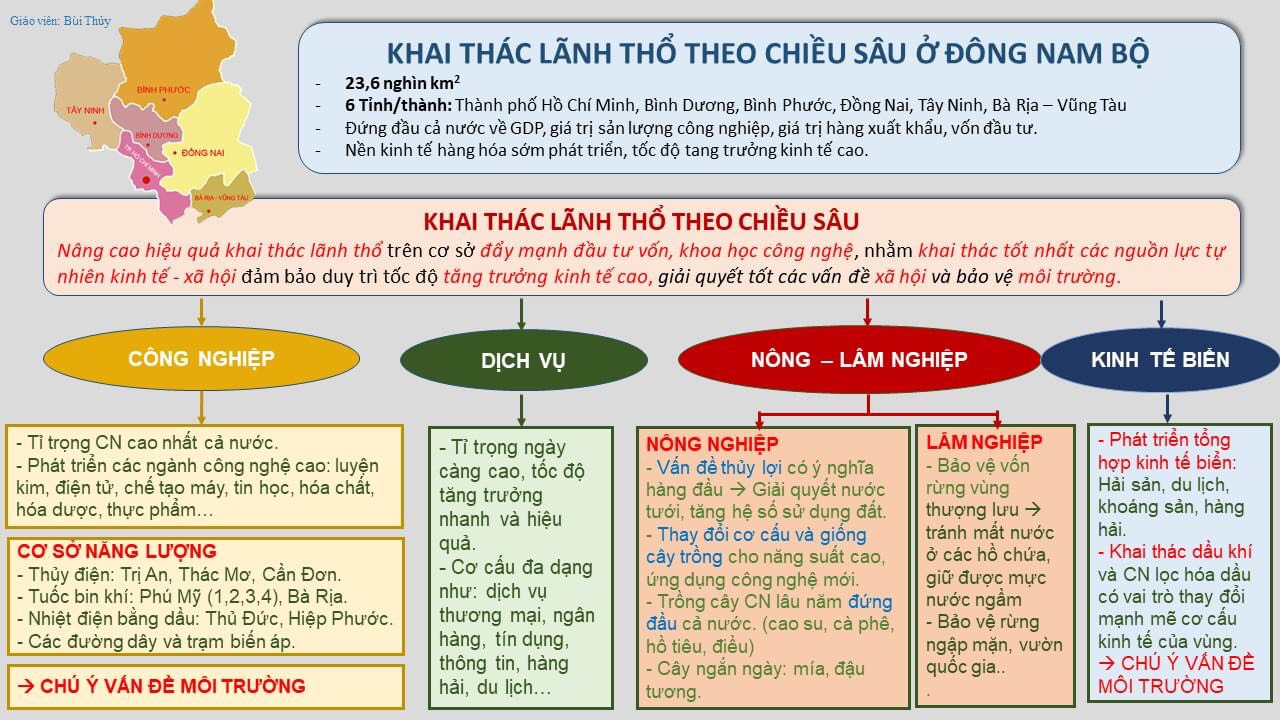 Giáo viên: Bùi Thủy
BÌNH PHƯỚC
TÂY NINH
BÌNH DƯƠNG
ĐỒNG NAI
TP. HỒ CHÍ MINH
BÀ RỊA - VŨNG TÀU
KHAI THÁC LÃNH THỔ THEO CHIỀU SÂU Ở ĐÔNG NAM BỘ
- 23,6 nghìn km²
- 6 Tỉnh/thành: Thành phố Hồ Chí Minh, Bình Dương, Bình Phước, Đồng Nai, Tây Ninh, Bà Rịa – Vũng Tàu
- Đứng đầu cả nước về GDP, giá trị sản lượng công nghiệp, giá trị hàng xuất khẩu, vốn đầu tư.
- Nền kinh tế hàng hóa sớm phát triển, tốc độ tang trưởng kinh tế cao.
KHAI THÁC LÃNH THỔ THEO CHIỀU SÂU
Nâng cao hiệu quả khai thác lãnh thổ trên cơ sở đẩy mạnh đầu tư vốn, khoa học công nghệ, nhằm khai thác tốt nhất các nguồn lực tự
nhiên kinh tế - xã hội đảm bảo duy trì tốc độ tăng trưởng kinh tế cao, giải quyết tốt các vấn đề xã hội và bảo vệ môi trường.
CÔNG NGHIỆP
- Tỉ trọng CN cao nhất cả nước.
- Phát triển các ngành công nghệ cao: luyện
kim, điện tử, chế tạo máy, tin học, hóa chất,
hóa dược, thực phẩm…
CƠ SỞ NĂNG LƯỢNG
- Thủy điện: Trị An, Thác Mơ, Cần Đơn.
- Tuốc bin khí: Phú Mỹ (1,2,3,4), Bà Rịa.
- Nhiệt điện bằng dầu: Thủ Đức, Hiệp Phước.
- Các đường dây và trạm biến áp.
→ CHÚ Ý VẤN ĐỀ MÔI TRƯỜNG
DỊCH VỤ
- Tỉ trọng ngày
càng cao, tốc độ
tăng trưởng
nhanh và hiệu
quả.
- Cơ cấu đa dạng
như: dịch vụ
thương mại, ngân
hàng, tín dụng,
thông tin, hàng
hải, du lịch…
NÔNG – LÂM NGHIỆP
NÔNG NGHIỆP
- Vấn đề thủy lợi có ý nghĩa
hàng đầu → Giải quyết nước
tưới, tăng hệ số sử dụng đất.
- Thay đổi cơ cấu và giống
cây trồng cho năng suất cao,
ứng dụng công nghệ mới.
- Trồng cây CN lâu năm đứng
đầu cả nước. (cao su, cà phê,
hồ tiêu, điều)
- Cây ngắn ngày: mía, đậu
tương.
LÂM NGHIỆP
- Bảo vệ vốn
rừng vùng
thượng lưu →
tránh mất nước
ở các hồ chứa,
giữ được mực
nước ngầm
- Bảo vệ rừng
ngập mặn, vườn
quốc gia..
.
KINH TẾ BIỂN
- Phát triển tổng
hợp kinh tế biển:
Hải sản, du lịch,
khoáng sản, hàng
hải.
- Khai thác dầu khí
và CN lọc hóa dầu
có vai trò thay đổi
mạnh mẽ cơ cấu
kinh tế của vùng.
→ CHÚ Ý VẤN ĐỀ
MÔI TRƯỜNG